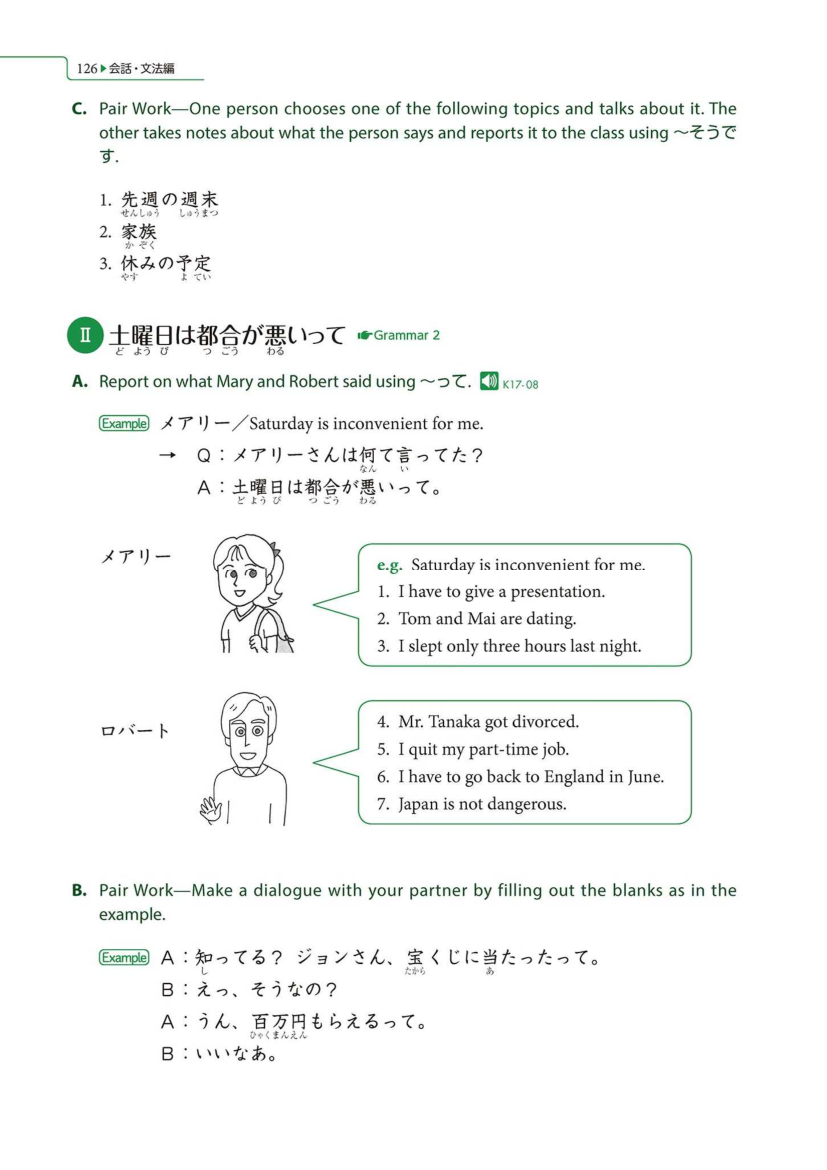 126▶会話・文法編
C. Pair Work—One person chooses one of the following topics and talks about it. The
other takes notes about what the person says and reports it to the class using ～そうで
す.
1. 先週の週末
せんしゅう しゅうまつ
2. 家族
か ぞく
3. 休みの予定
やす よ てい
Ⅱ 土曜日は都合が悪いって ☛Grammar 2
ど よう び つ ごう わる
A. Report on what Mary and Robert said using ～って. K17-08
Example メアリー／Saturday is inconvenient for me.
→ Q：メアリーさんは何て言ってた？
なん い
A：土曜日は都合が悪いって。
ど よう び つ ごう わる
メアリー
e.g. Saturday is inconvenient for me.
1. I have to give a presentation.
2. Tom and Mai are dating.
3. I slept only three hours last night.
ロバート
4. Mr. Tanaka got divorced.
5. I quit my part-time job.
6. I have to go back to England in June.
7. Japan is not dangerous.
B. Pair Work—Make a dialogue with your partner by filling out the blanks as in the
example.
Example A：知ってる？ ジョンさん、宝くじに当たったって。
し たから あ
B：えっ、そうなの？
A：うん、百万円もらえるって。
ひゃくまんえん
B：いいなあ。